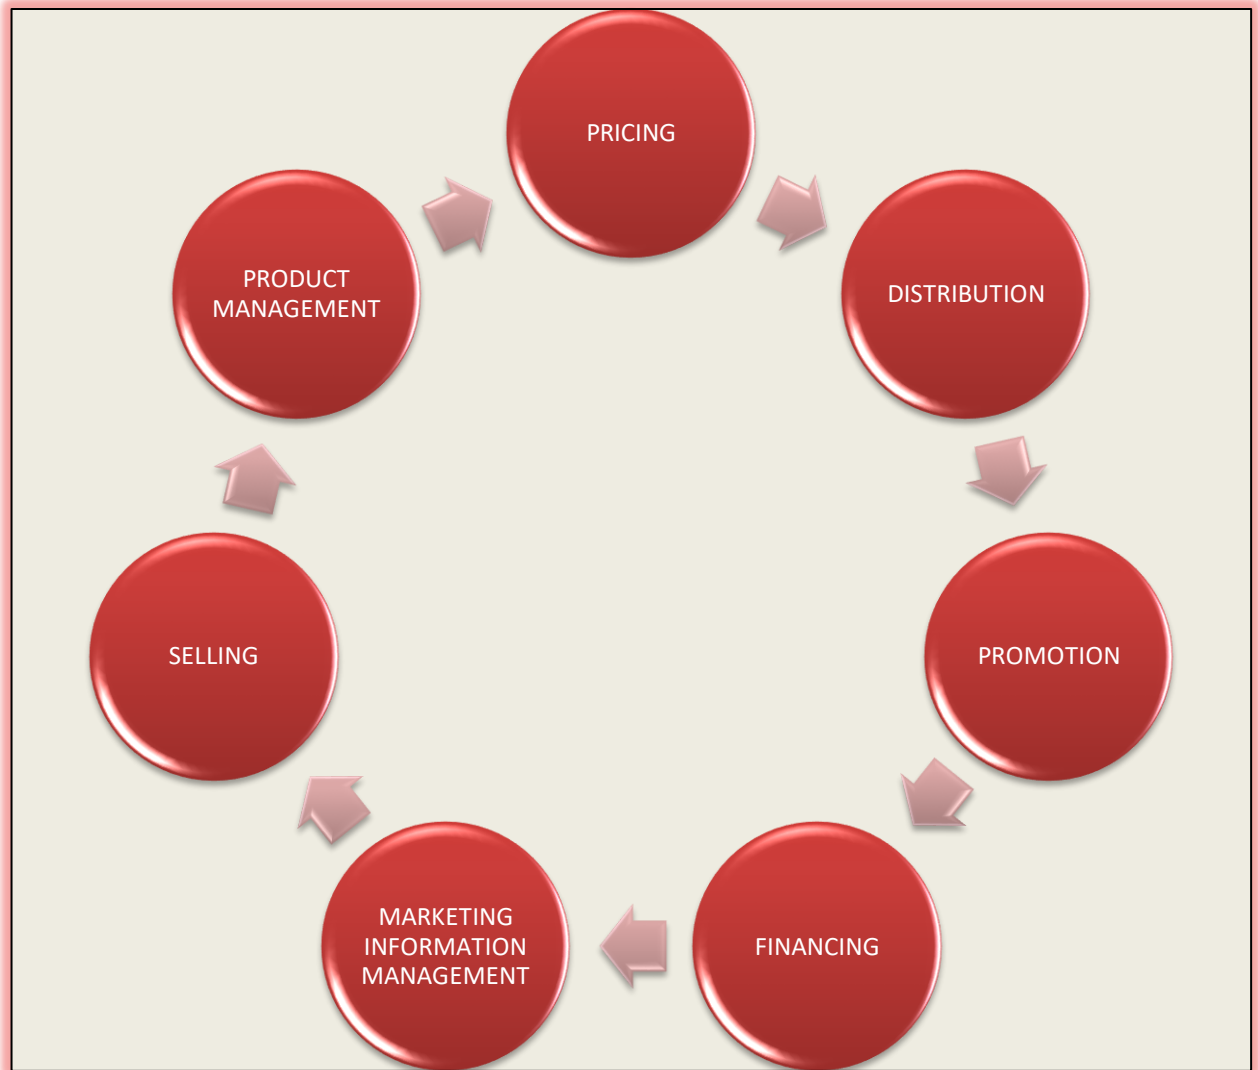 PRICING
DISTRIBUTION
PROMOTION
FINANCING
MARKETING
INFORMATION
MANAGEMENT
SELLING
PRODUCT
MANAGEMENT